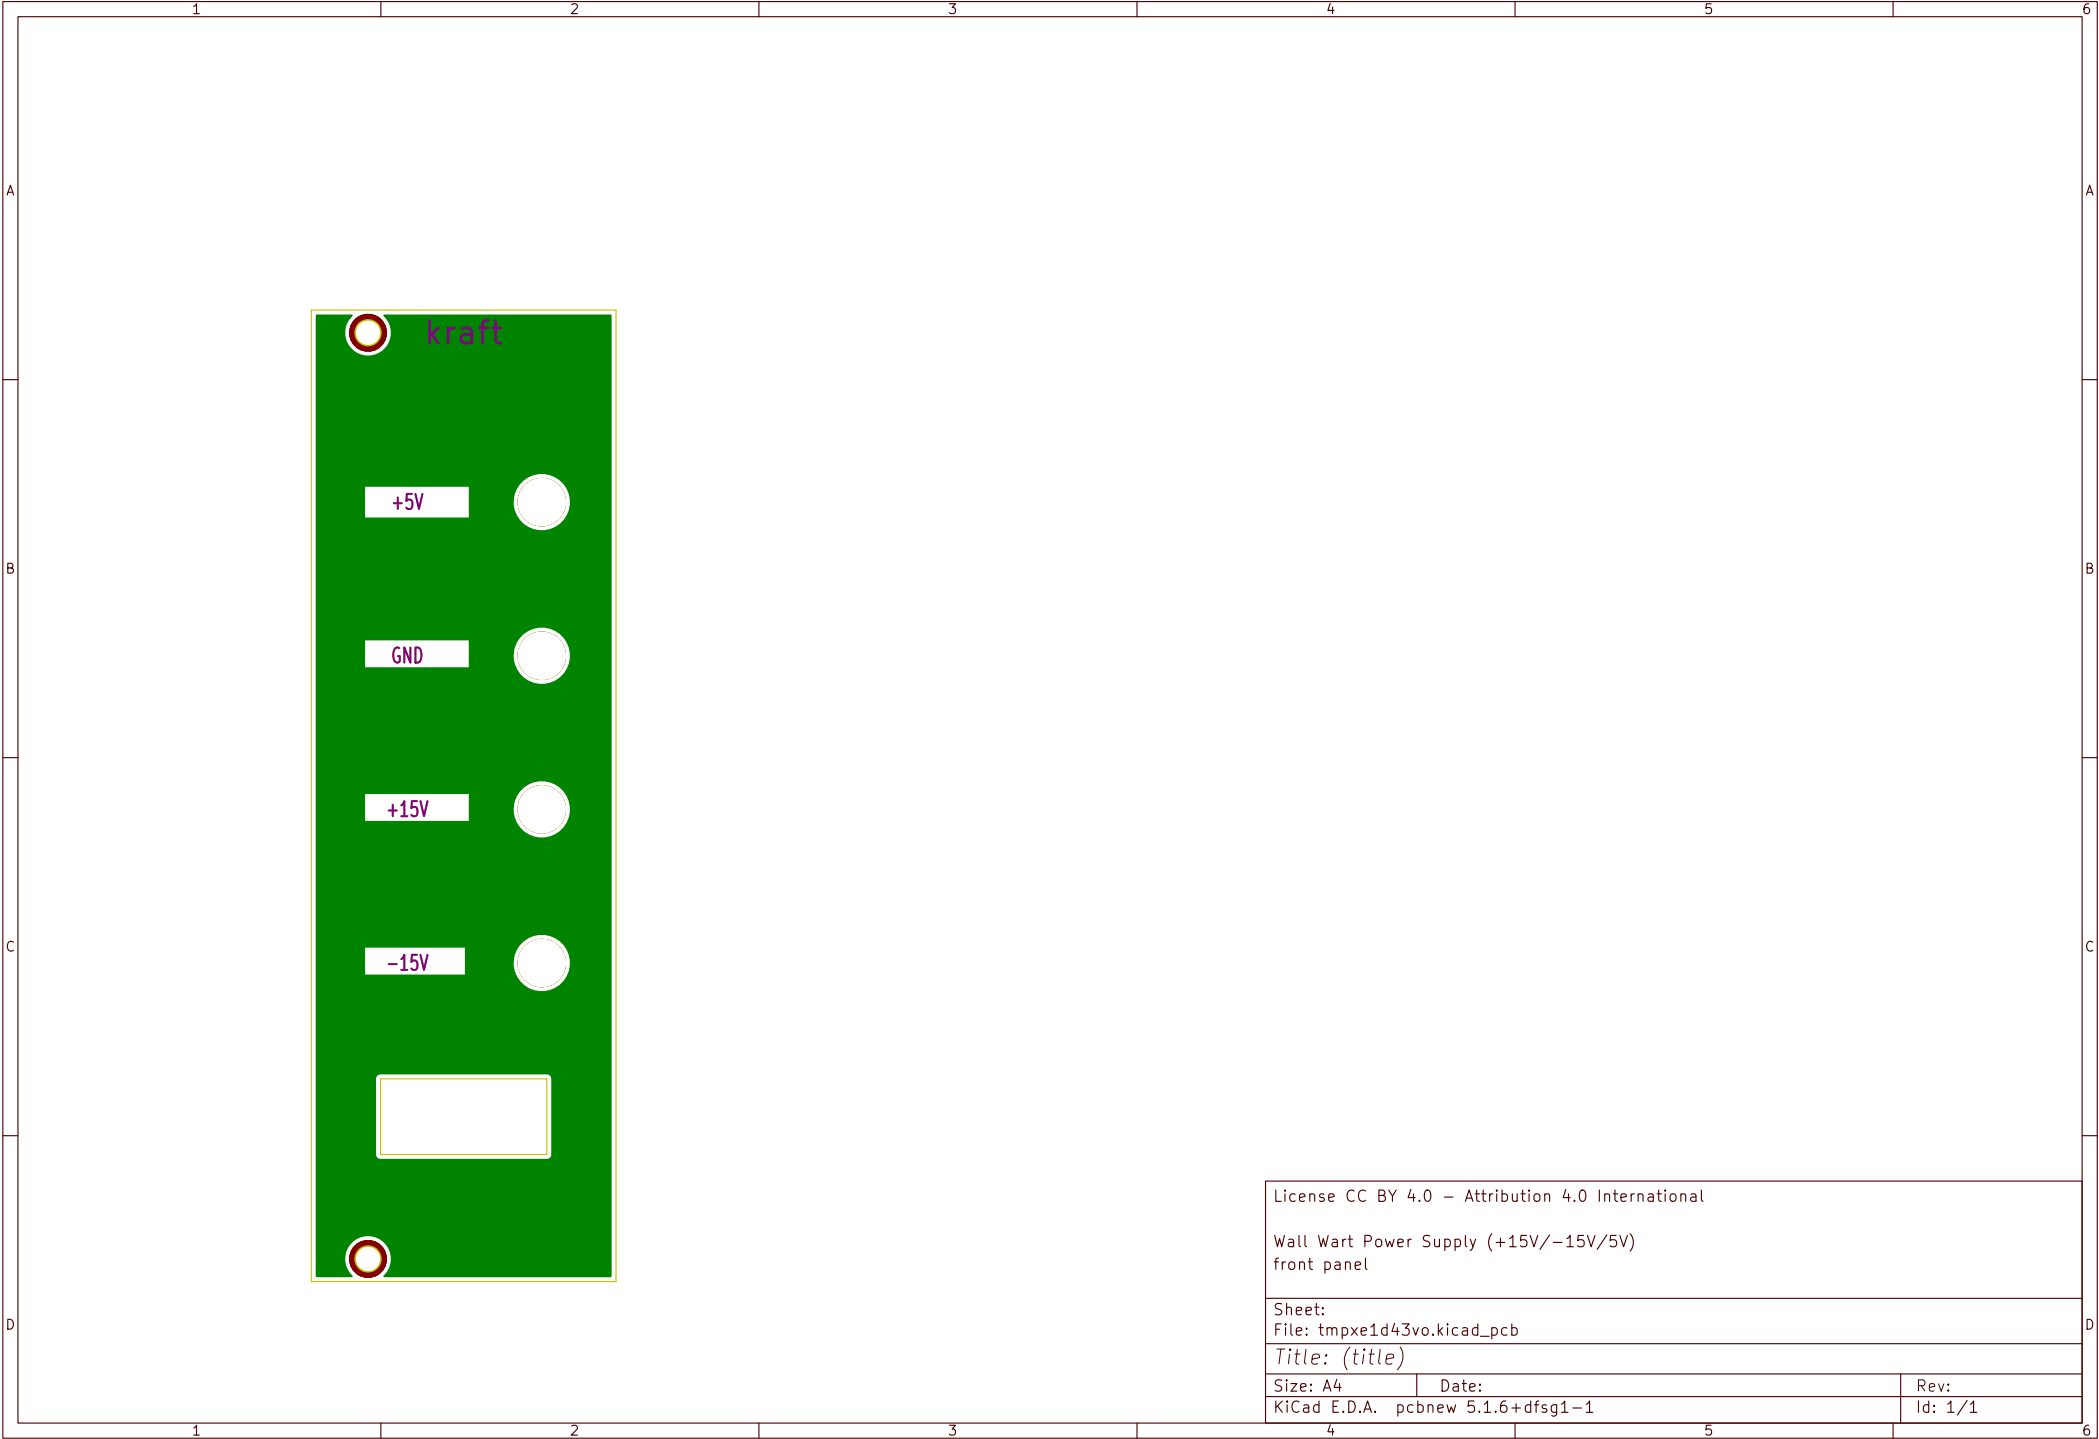 1 2 3 4 5 6
A A
kraft
+5V
B B
GND
+15V
C C
-15V
License CC BY 4.0 - Attribution 4.0 International
Wall Wart Power Supply (+15V/-15V/5V)
front panel
Sheet:
File: tmpxe1d43vo.kicad_pcb
D D
Title: (title)
Size: A4 Date: Rev:
KiCad E.D.A. pcbnew 5.1.6+dfsg1-1 Id: 1/1
1 2 3 4 5 6